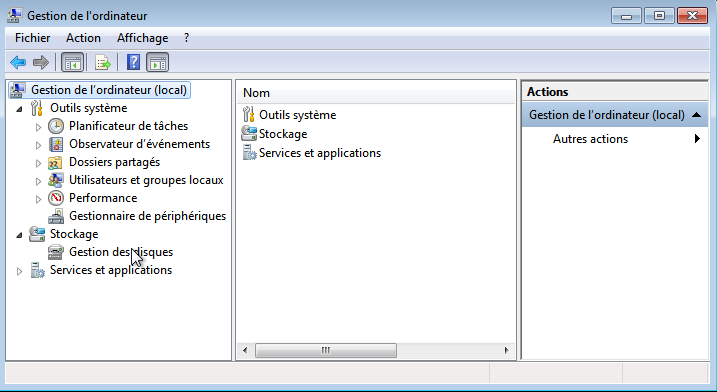 Gestion de l'ordinateur
Fichier Action Affichage ?
Gestion de l'ordinateur (local)
Outils système
Planificateur de tâches
Observateur d'événements
Dossiers partagés
Utilisateurs et groupes locaux
Performance
Gestionnaire de périphériques
Stockage
Gestion des disques
Services et applications
Nom
Outils système
Stockage
Services et applications
Actions
Gestion de l'ordinateur (local)
Autres actions